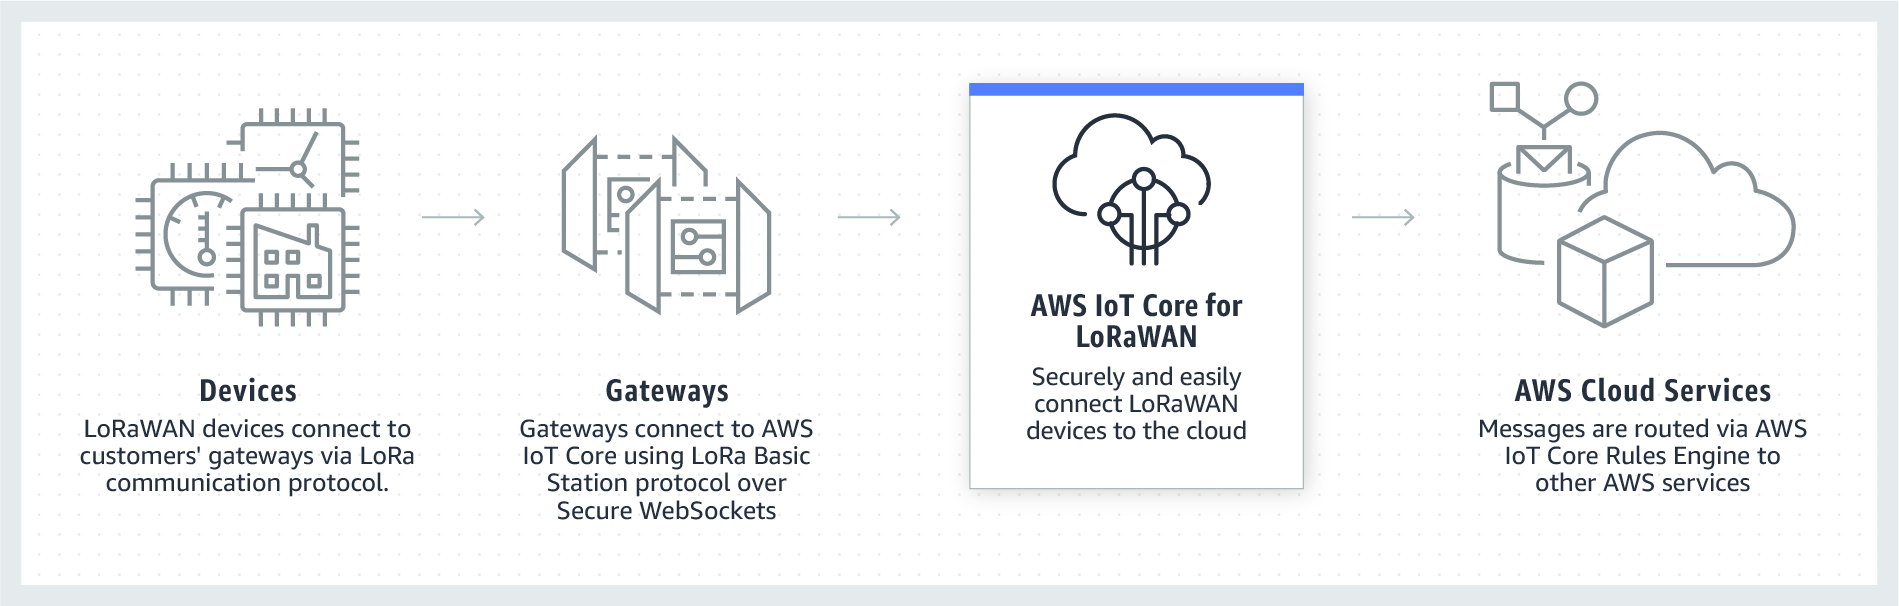 Devices
LoRaWAN devices connect to
customers' gateways via LoRa
communication protocol.
Gateways
Gateways connect to AWS
IoT Core using LoRa Basic
Station protocol over
Secure WebSockets
AWS IoT Core for
LoRaWAN
Securely and easily
connect LoRaWAN
devices to the cloud
AWS Cloud Services
Messages are routed via AWS
IoT Core Rules Engine to
other AWS services